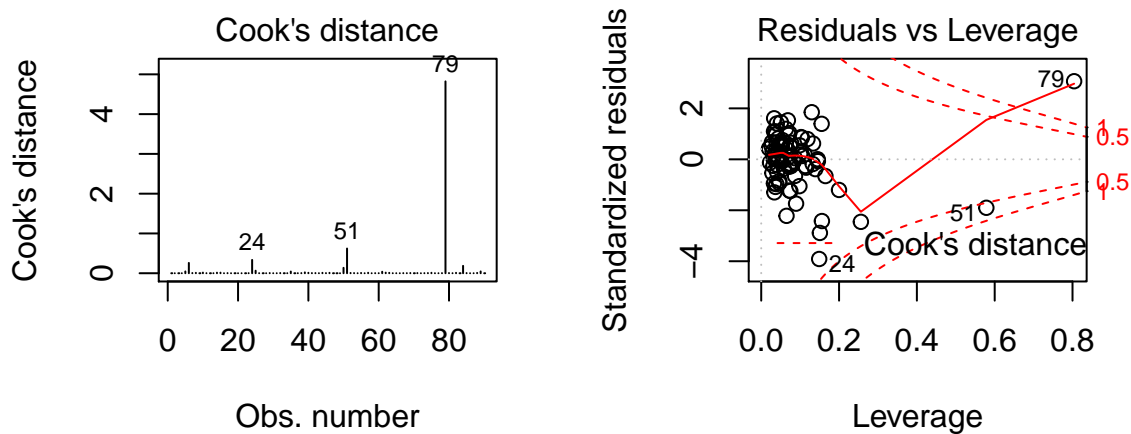 Cook's distance
Cook's distance
0 2 4
24
51
79
0 20 40 60 80
Obs. number
Residuals vs Leverage
Standardized residuals
−4 0 2
79
51
24
Cook's distance
1
0.5
0.5
1
0.0 0.2 0.4 0.6 0.8
Leverage